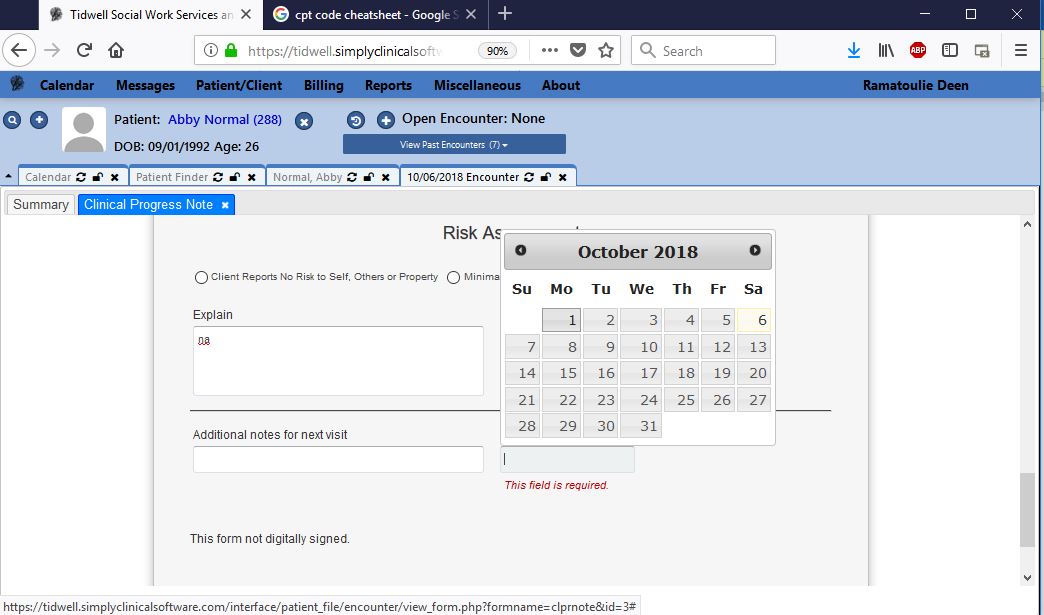 Tidwell Social Work Services an
cpt code cheatsheet - Google S
https://tidwell.simplyclinicalsoftw
90%
Search
ABP
Calendar Messages Patient/Client Billing Reports Miscellaneous About Ramatoulie Deen
Patient: Abby Normal (288)
Open Encounter: None
DOB: 09/01/1992 Age: 26
View Past Encounters (7)
Calendar Patient Finder Normal, Abby 10/06/2018 Encounter
Summary Clinical Progress Note
Risk As
Client Reports No Risk to Self, Others or Property Minima
Explain
na
October 2018
Su Mo Tu We Th Fr Sa
1 2 3 4 5 6
7 8 9 10 11 12 13
14 15 16 17 18 19 20
21 22 23 24 25 26 27
28 29 30 31
Additional notes for next visit
This field is required.
This form not digitally signed.
https://tidwell.simplyclinicalsoftware.com/interface/patient_file/encounter/view_form.php?formname=clprnote&id=3#